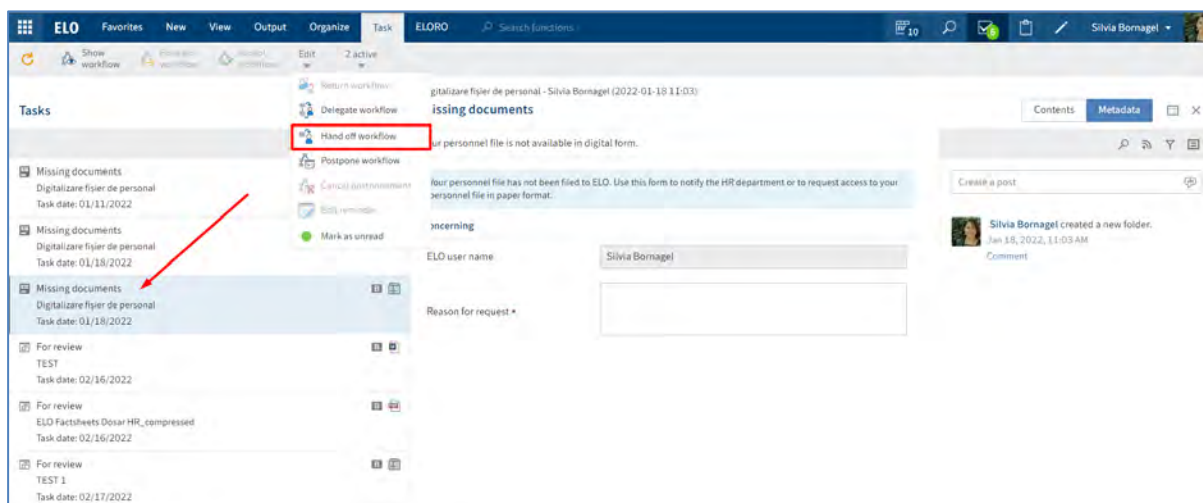 ELO Favorites New View Output Organize Task ELORO Search functions 10 6 Silvia Bornagel
Show workflow Edit 2 active
Return workflow
Delegate workflow
Hand off workflow
Postpone workflow
Cancel postponement
Edit reminder
Mark as unread
Tasks
Missing documents
Digitalizare fișier de personal
Task date: 01/11/2022
Missing documents
Digitalizare fișier de personal
Task date: 01/18/2022
Missing documents
Digitalizare fișier de personal
Task date: 01/18/2022
For review
TEST
Task date: 02/16/2022
For review
ELO Factsheets Dosar HR_compressed
Task date: 02/16/2022
For review
TEST 1
Task date: 02/17/2022
gitalizare fișier de personal - Silvia Bornagel (2022-01-18 11:03)
issing documents
Contents Metadata
ur personnel file is not available in digital form.
Your personnel file has not been filed to ELO. Use this form to notify the HR department or to request access to your
personnel file in paper format.
oncerning
ELO user name Silvia Bornagel
Reason for request *
Create a post
Silvia Bornagel created a new folder.
Jan 18, 2022, 11:03 AM
Comment